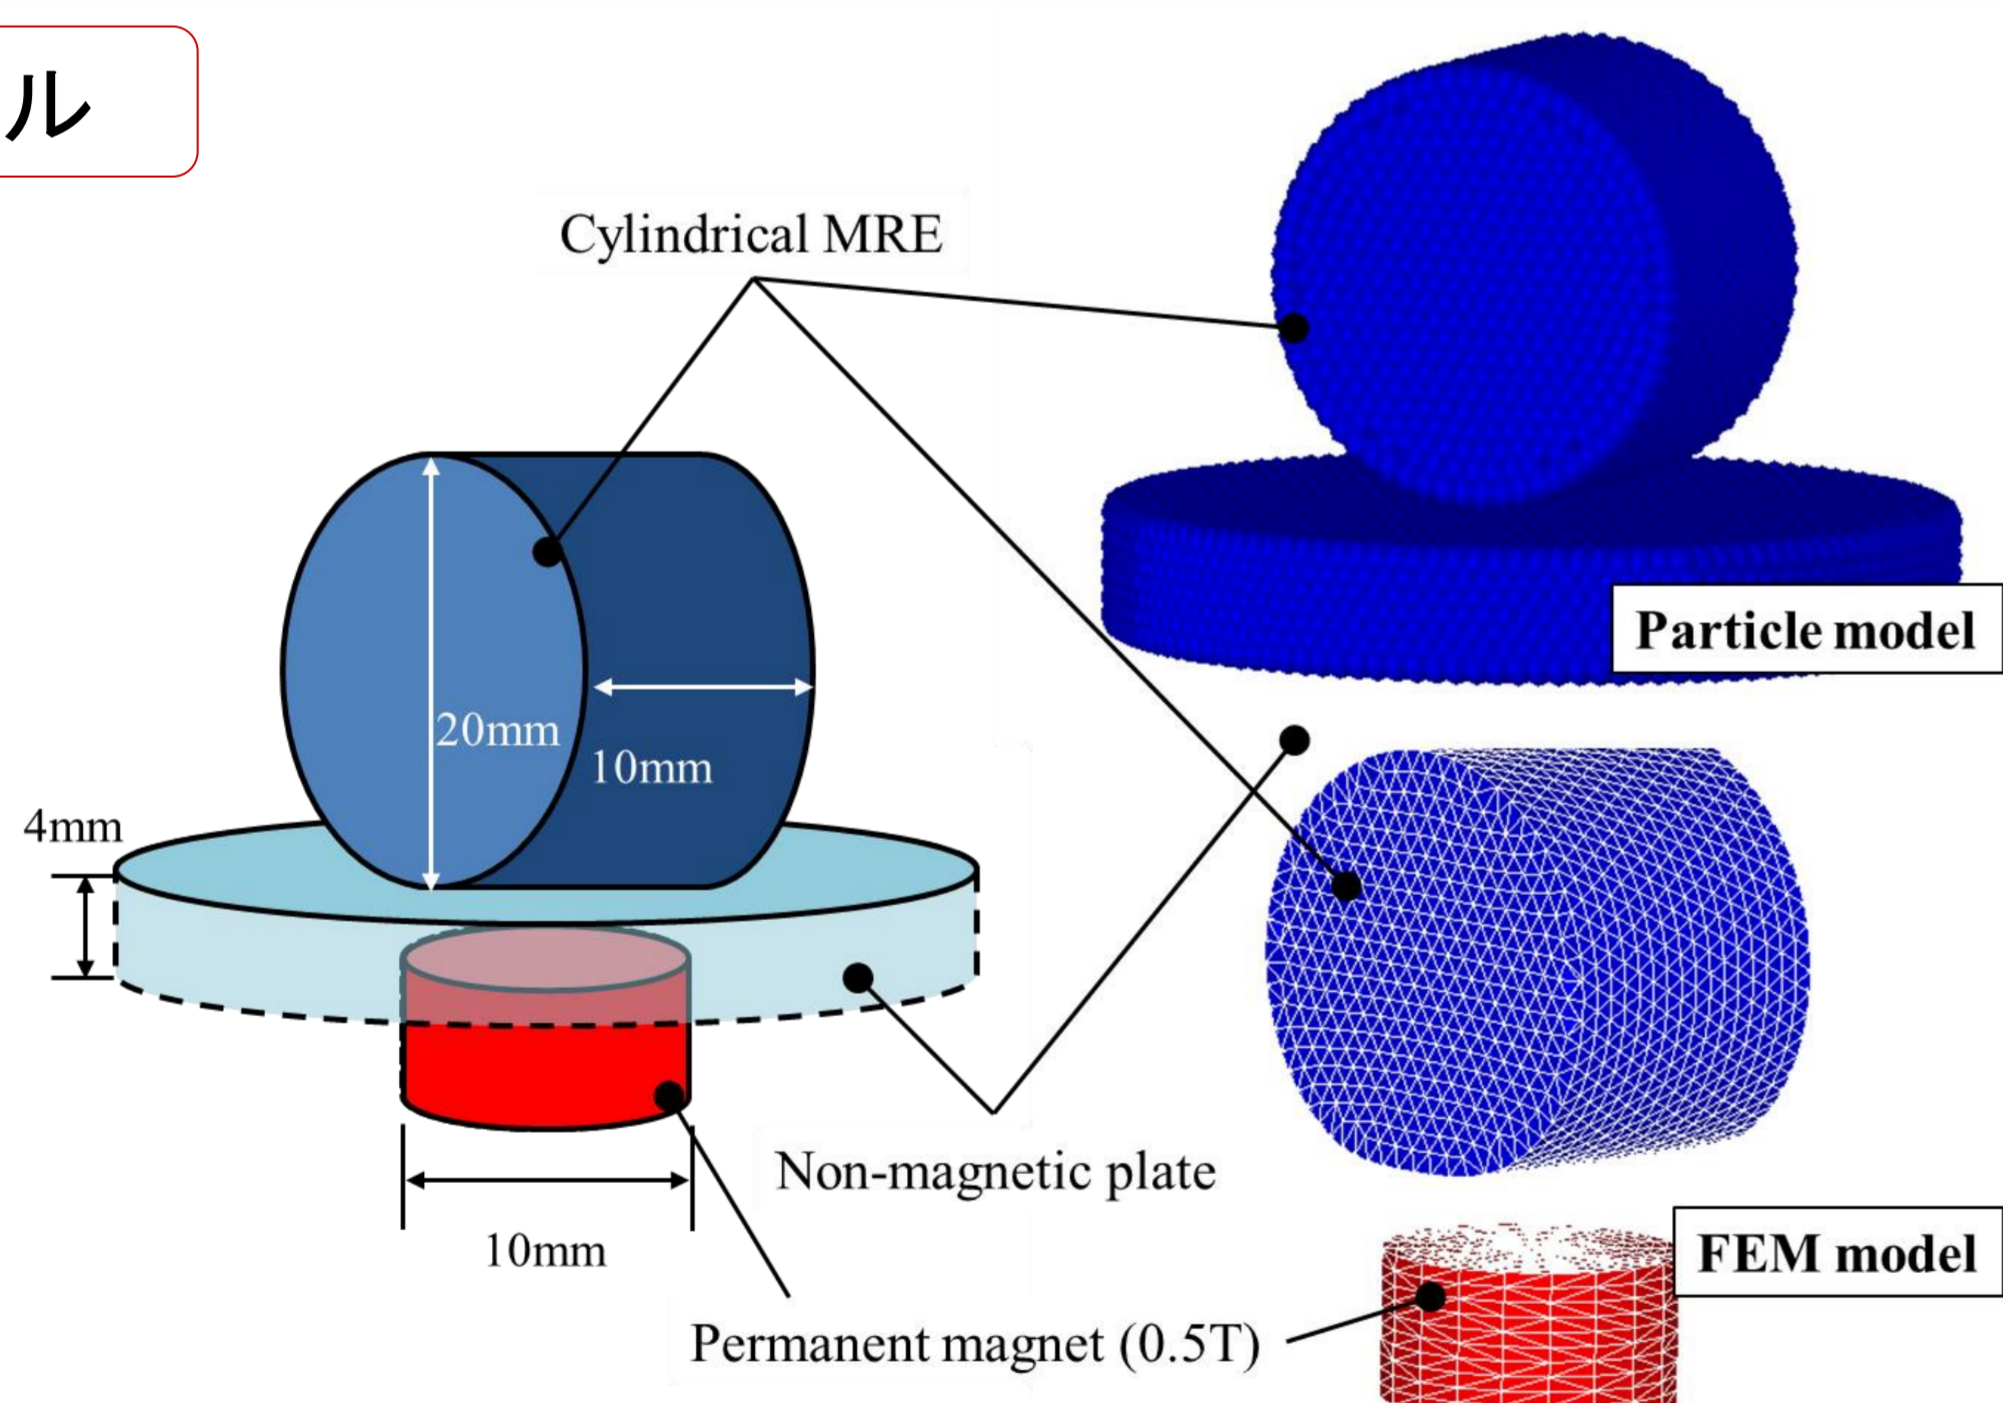 ル
Cylindrical MRE
Particle model
20mm
10mm
4mm
Non-magnetic plate
10mm
FEM model
Permanent magnet (0.5T)